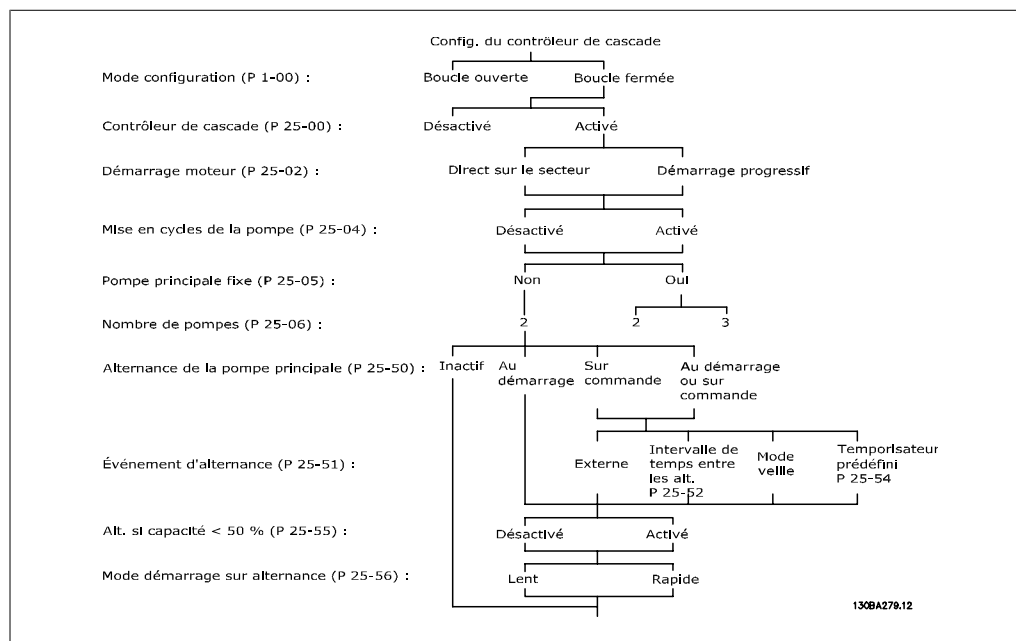 Config. du contrôleur de cascade
Mode configuration (P 1-00) : Boucle ouverte Boucle fermée
Contrôleur de cascade (P 25-00) : Désactivé Activé
Démarrage moteur (P 25-02) : Direct sur le secteur Démarrage progressif
Mise en cycles de la pompe (P 25-04) : Désactivé Activé
Pompe principale fixe (P 25-05) : Non Oui
Nombre de pompes (P 25-06) : 2 2 3
Alternance de la pompe principale (P 25-50) : Inactif Au démarrage Sur commande Au démarrage ou sur commande
Événement d'alternance (P 25-51) : Externe Intervalle de temps entre les alt. P 25-52 Mode veille Temporisateur prédéfini P 25-54
Alt. si capacité < 50 % (P 25-55) : Désactivé Activé
Mode démarrage sur alternance (P 25-56) : Lent Rapide
130BA279.12